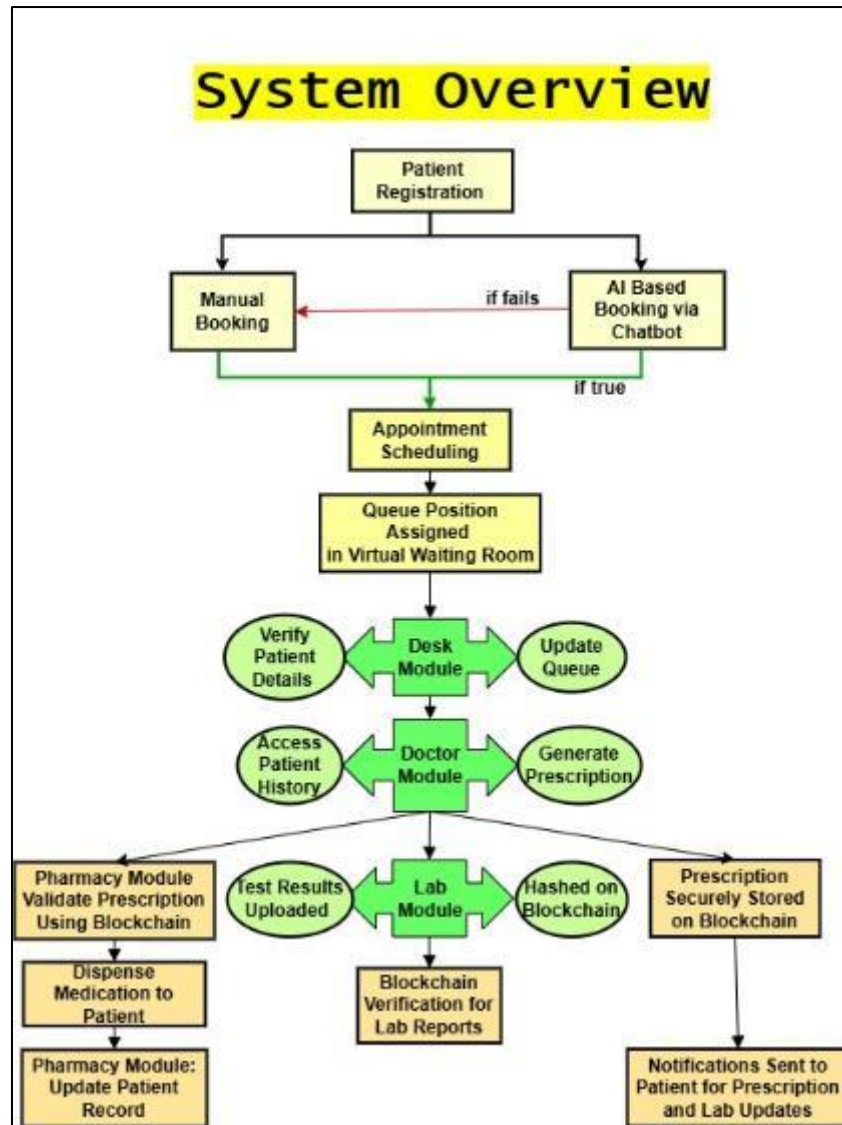 System Overview
Patient
Registration
Manual
Booking
if fails
AI Based
Booking via
Chatbot
if true
Appointment
Scheduling
Queue Position
Assigned
in Virtual Waiting Room
Verify
Patient
Details
Desk
Module
Update
Queue
Access
Patient
History
Doctor
Module
Generate
Prescription
Pharmacy Module
Validate Prescription
Using Blockchain
Test Results
Uploaded
Lab
Module
Hashed on
Blockchain
Prescription
Securely Stored
on Blockchain
Dispense
Medication to
Patient
Blockchain
Verification for
Lab Reports
Pharmacy Module:
Update Patient
Record
Notifications Sent to
Patient for Prescription
and Lab Updates